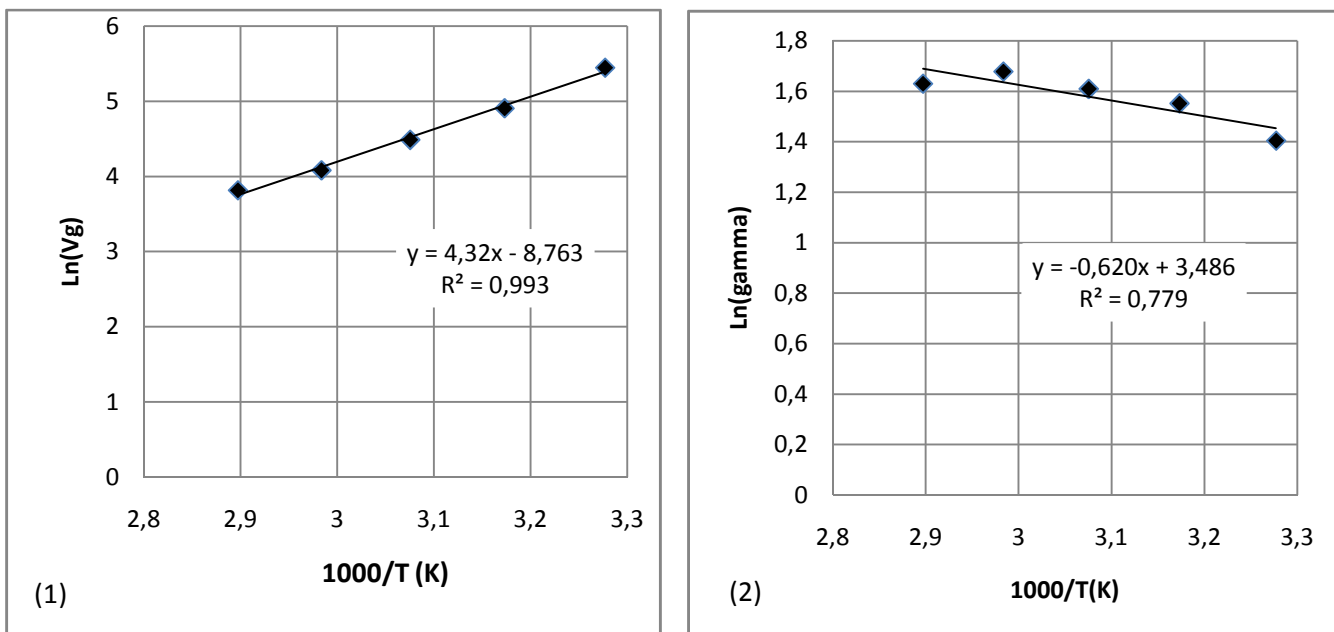 6
5
4
3
2
1
0
Ln(Vg)
y = 4,32x - 8,763
R² = 0,993
2,8 2,9 3 3,1 3,2 3,3
1000/T (K)
(1)
1,8
1,6
1,4
1,2
1
0,8
0,6
0,4
0,2
0
Ln(gamma)
y = -0,620x + 3,486
R² = 0,779
2,8 2,9 3 3,1 3,2 3,3
1000/T(K)
(2)